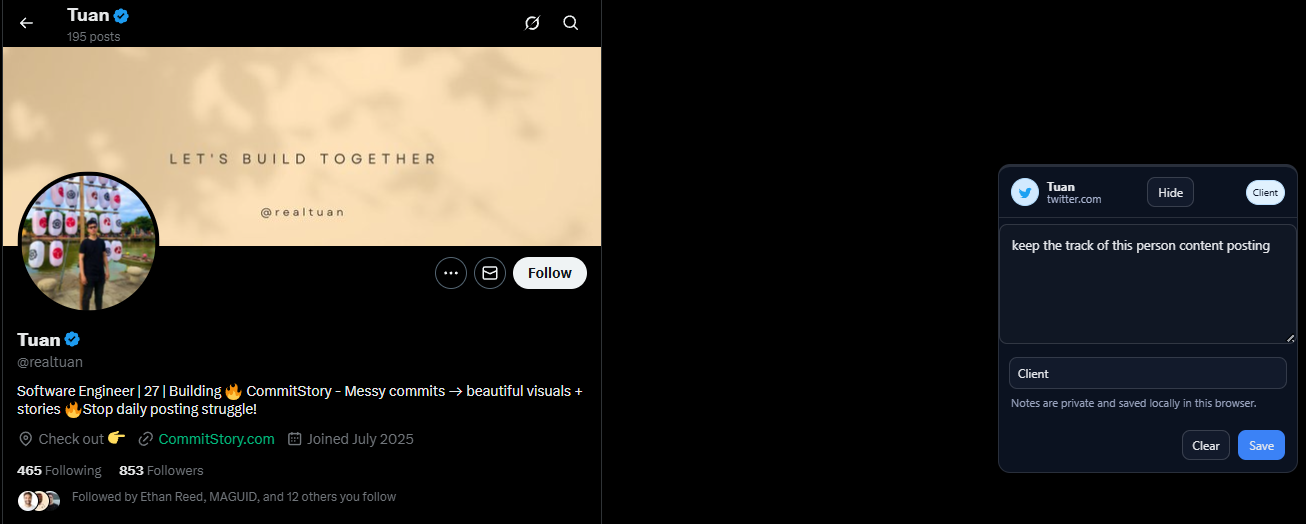 Tuan
195 posts
LET'S BUILD TOGETHER
@realtuan
Follow
Tuan
@realtuan
Software Engineer | 27 | Building 🔥 CommitStory - Messy commits → beautiful visuals +
stories 🔥Stop daily posting struggle!
Check out 👉 CommitStory.com Joined July 2025
465 Following 853 Followers
Followed by Ethan Reed, MAGUID, and 12 others you follow
Tuan
twitter.com
Hide
Client
keep the track of this person content posting
Client
Notes are private and saved locally in this browser.
Clear
Save